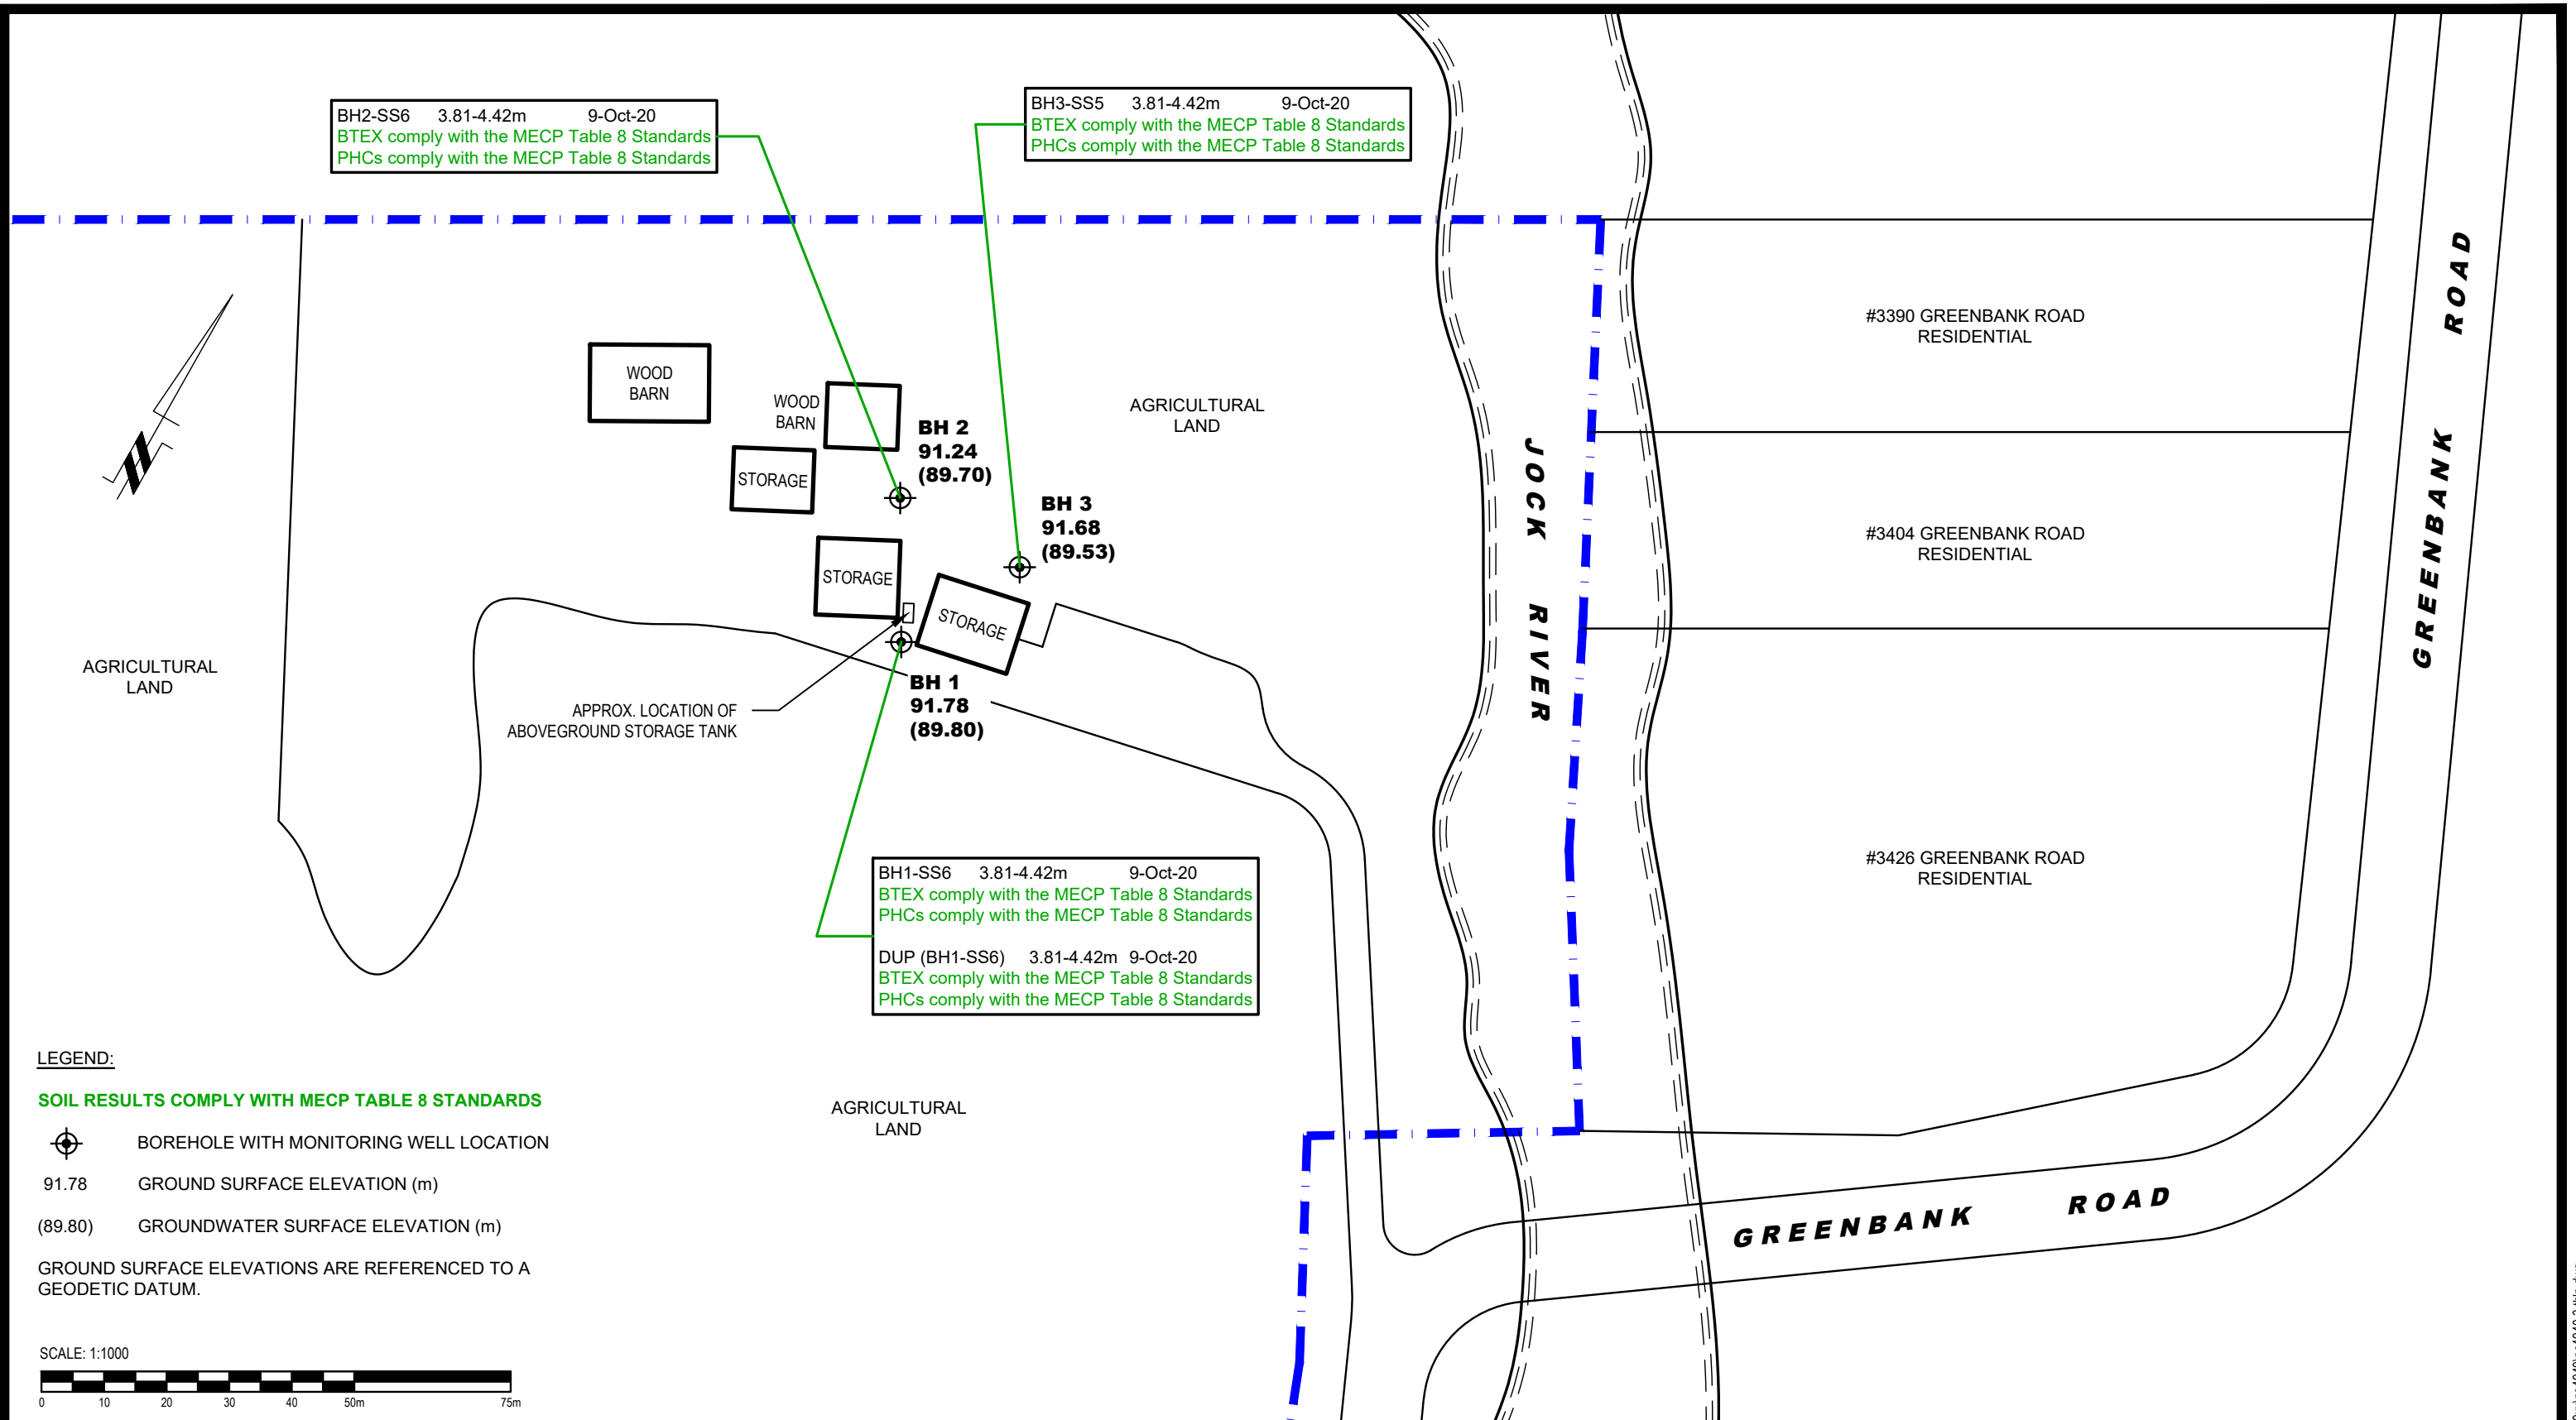 BH2-SS6 3.81-4.42m 9-Oct-20
BTEX comply with the MECP Table 8 Standards
PHCs comply with the MECP Table 8 Standards
BH3-SS5 3.81-4.42m 9-Oct-20
BTEX comply with the MECP Table 8 Standards
PHCs comply with the MECP Table 8 Standards
WOOD
BARN
WOOD
BARN
STORAGE
BH 2
91.24
(89.70)
AGRICULTURAL
LAND
BH 3
91.68
(89.53)
STORAGE
STORAGE
BH 1
91.78
(89.80)
APPROX. LOCATION OF
ABOVEGROUND STORAGE TANK
AGRICULTURAL
LAND
JOCK RIVER
#3390 GREENBANK ROAD
RESIDENTIAL
#3404 GREENBANK ROAD
RESIDENTIAL
#3426 GREENBANK ROAD
RESIDENTIAL
GREENBANK ROAD
BH1-SS6 3.81-4.42m 9-Oct-20
BTEX comply with the MECP Table 8 Standards
PHCs comply with the MECP Table 8 Standards
DUP (BH1-SS6) 3.81-4.42m 9-Oct-20
BTEX comply with the MECP Table 8 Standards
PHCs comply with the MECP Table 8 Standards
AGRICULTURAL
LAND
GREENBANK ROAD
LEGEND:
SOIL RESULTS COMPLY WITH MECP TABLE 8 STANDARDS
BOREHOLE WITH MONITORING WELL LOCATION
91.78 GROUND SURFACE ELEVATION (m)
(89.80) GROUNDWATER SURFACE ELEVATION (m)
GROUND SURFACE ELEVATIONS ARE REFERENCED TO A
GEODETIC DATUM.
SCALE: 1:1000
0 10 20 30 40 50m 75m